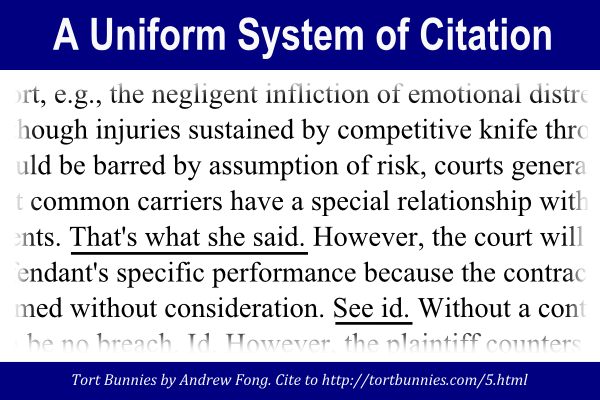 A Uniform System of Citation
ort, e.g., the negligent infliction of emotional distre
hough injuries sustained by competitive knife thro
uld be barred by assumption of risk, courts genera
t common carriers have a special relationship with
ents. That's what she said. However, the court will
fendant's specific performance because the contrac
med without consideration. See id. Without a cont
be no breach. Id. However, the plaintiff counters
Tort Bunnies by Andrew Fong. Cite to http://tortbunnies.com/5.html